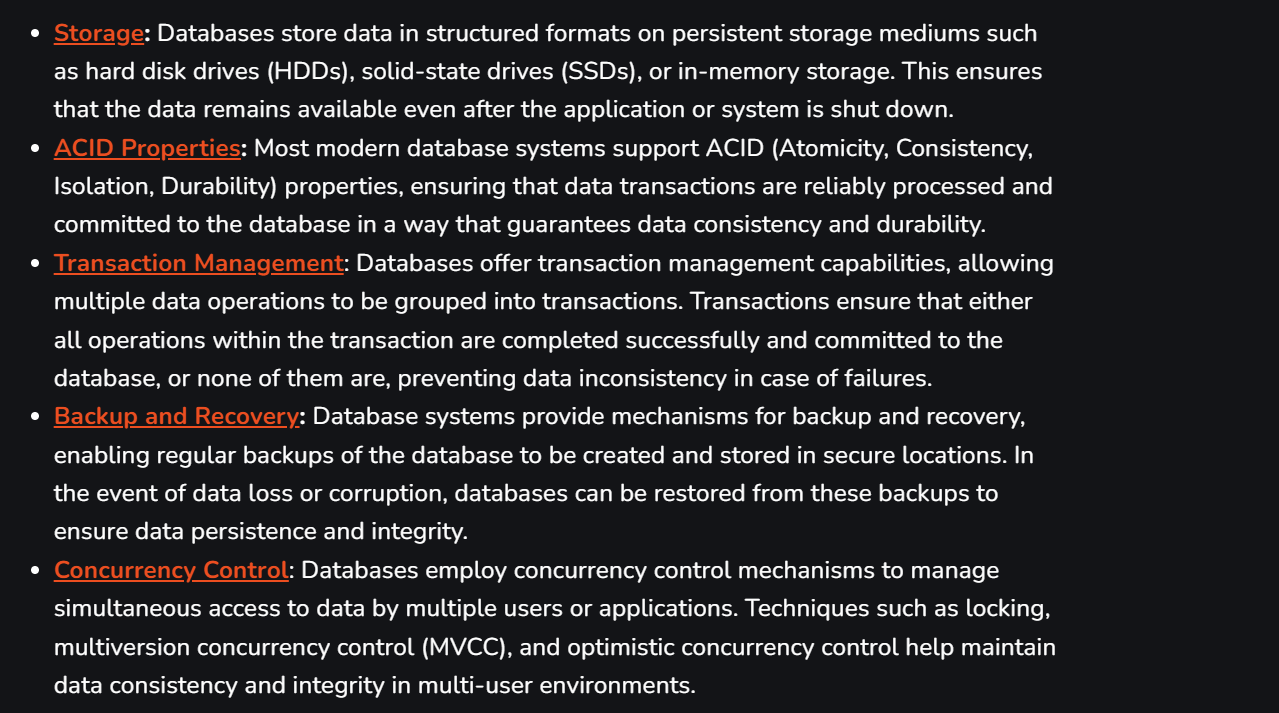 • Storage: Databases store data in structured formats on persistent storage mediums such
as hard disk drives (HDDs), solid-state drives (SSDs), or in-memory storage. This ensures
that the data remains available even after the application or system is shut down.
• ACID Properties: Most modern database systems support ACID (Atomicity, Consistency,
Isolation, Durability) properties, ensuring that data transactions are reliably processed and
committed to the database in a way that guarantees data consistency and durability.
• Transaction Management: Databases offer transaction management capabilities, allowing
multiple data operations to be grouped into transactions. Transactions ensure that either
all operations within the transaction are completed successfully and committed to the
database, or none of them are, preventing data inconsistency in case of failures.
• Backup and Recovery: Database systems provide mechanisms for backup and recovery,
enabling regular backups of the database to be created and stored in secure locations. In
the event of data loss or corruption, databases can be restored from these backups to
ensure data persistence and integrity.
• Concurrency Control: Databases employ concurrency control mechanisms to manage
simultaneous access to data by multiple users or applications. Techniques such as locking,
multiversion concurrency control (MVCC), and optimistic concurrency control help maintain
data consistency and integrity in multi-user environments.